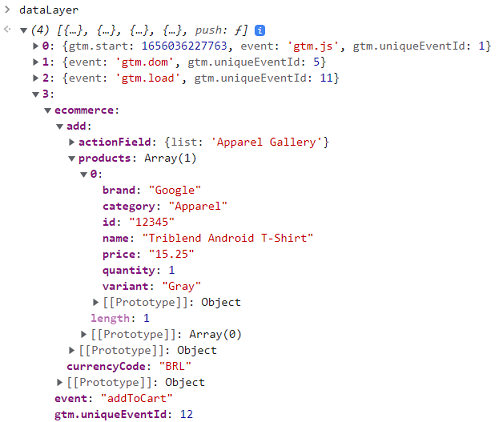 dataLayer
(4) [{…}, {…}, {…}, {…}, push: ƒ] i
0: {gtm.start: 1656036227763, event: 'gtm.js', gtm.uniqueEventId: 1}
1: {event: 'gtm.dom', gtm.uniqueEventId: 5}
2: {event: 'gtm.load', gtm.uniqueEventId: 11}
3:
ecommerce:
add:
actionField: {list: 'Apparel Gallery'}
products: Array(1)
0:
brand: "Google"
category: "Apparel"
id: "12345"
name: "Triblend Android T-Shirt"
price: "15.25"
quantity: 1
variant: "Gray"
[[Prototype]]: Object
length: 1
[[Prototype]]: Array(0)
[[Prototype]]: Object
currencyCode: "BRL"
[[Prototype]]: Object
event: "addToCart"
gtm.uniqueEventId: 12